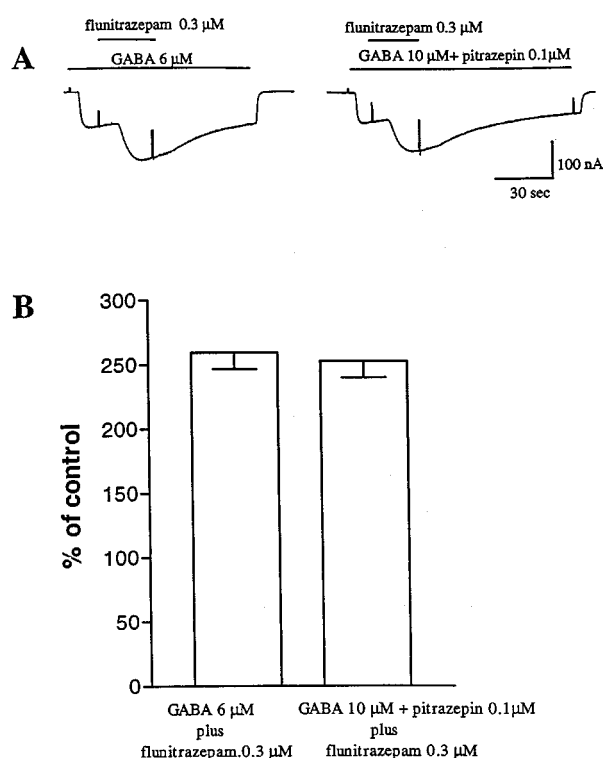 flunitrazepam 0.3 µM
flunitrazepam 0.3 µM
A
GABA 6 µM
GABA 10 µM+ pitrazepin 0.1µM
100 nA
30 sec
B
300
250
200
150
100
50
0
% of control
GABA 6 µM
plus
flunitrazepam.0.3 µM
GABA 10 µM + pitrazepin 0.1µM
plus
flunitrazepam 0.3 µM